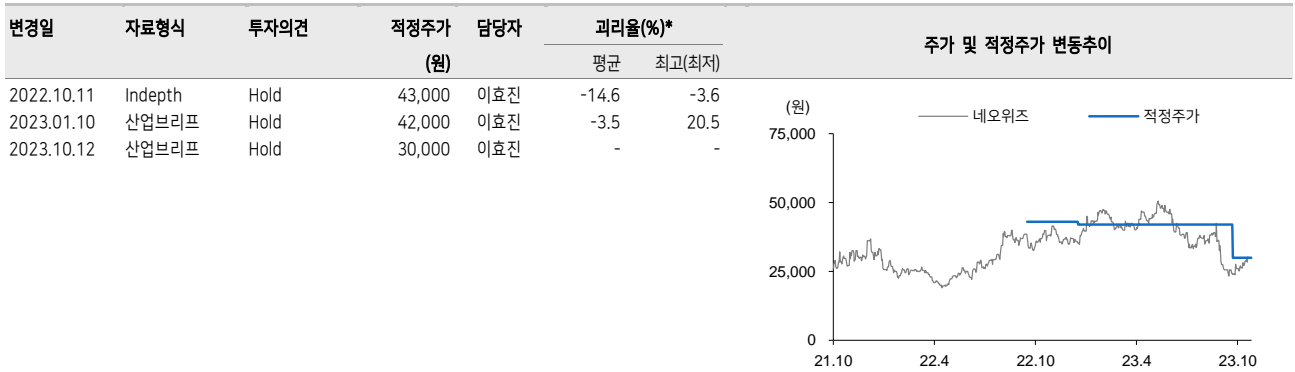 변경일 자료형식 투자의견 적정주가 담당자 괴리율(%)* 주가 및 적정주가 변동추이
(원) 평균 최고(최저)
2022.10.11 Indepth Hold 43,000 이효진 -14.6 -3.6
2023.01.10 산업브리프 Hold 42,000 이효진 -3.5 20.5
2023.10.12 산업브리프 Hold 30,000 이효진 - -
(원) 네오위즈 적정주가
75,000
50,000
25,000
0
21.10 22.4 22.10 23.4 23.10